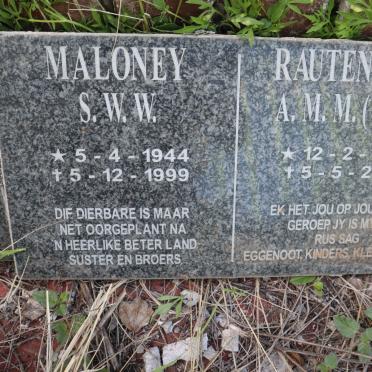 MALONEY
S. W. W.
★ 5 - 4 - 1944
✝ 5 - 12 - 1999
DIE DIERBARE IS MAAR
NET OORGEPLANT NA
'N HEERLIKE BETER LAND
SUSTER EN BROERS
RAUTEN
A. M. M. (
★ 12 - 2 -
✝ 5 - 5 - 2
EK HET JOU OP JOU
GEROEP JY IS M
RUS SAG
EGGENOOT, KINDERS, KLE